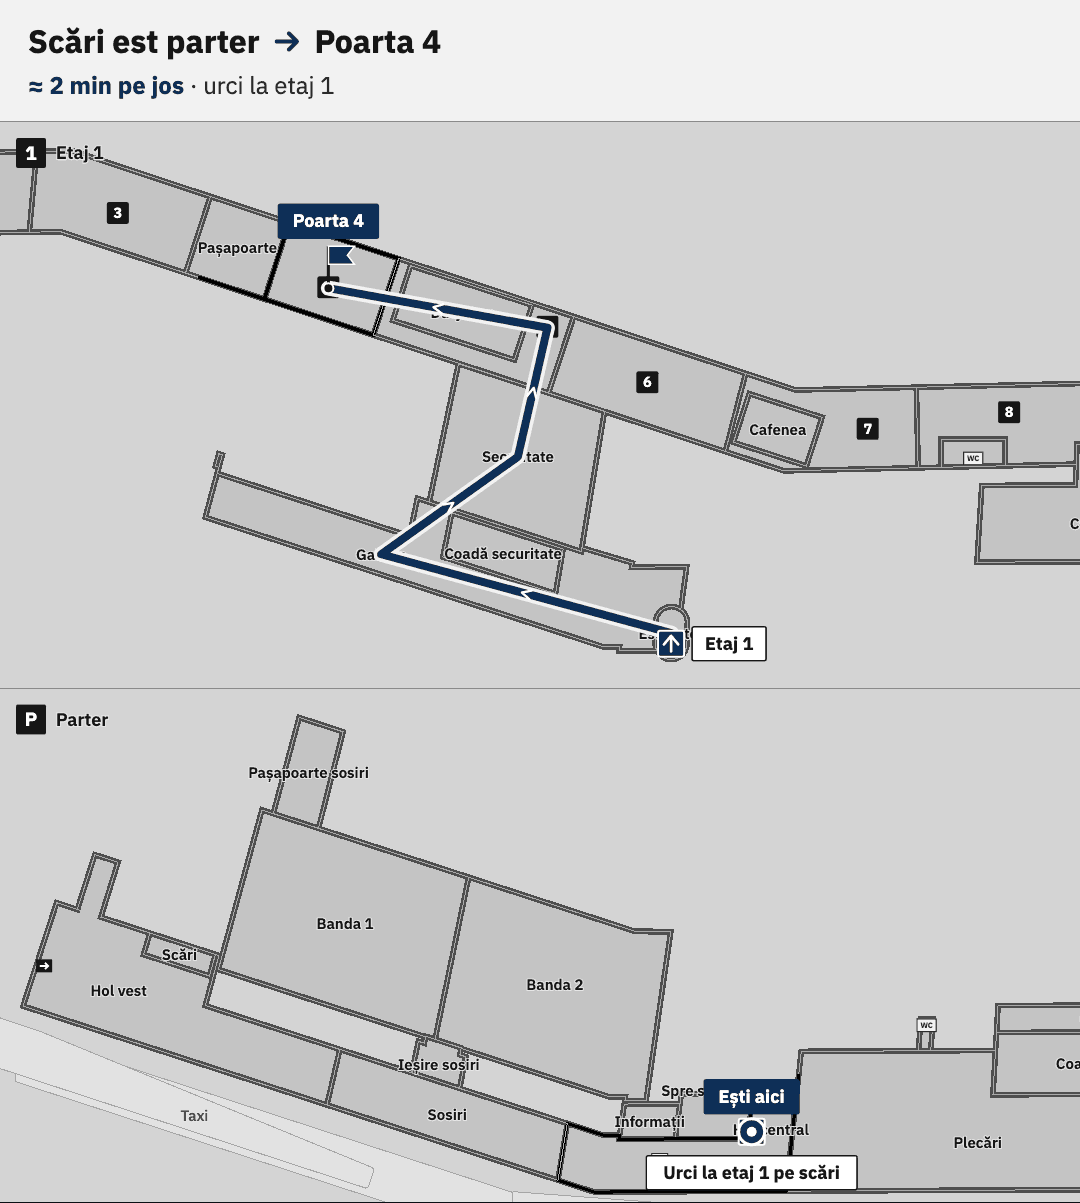 Scări est parter → Poarta 4
≈ 2 min pe jos · urci la etaj 1
1 Etaj 1
3
Pașapoarte
Poarta 4
6
Cafenea
7
8
WC
Securitate
Coadă securitate
Etaj 1
P Parter
Pașapoarte sosiri
Banda 1
Banda 2
Scări
Hol vest
Ieșire sosiri
Sosiri
Taxi
Informații
Spre
Ești aici
central
WC
Plecări
Urci la etaj 1 pe scări